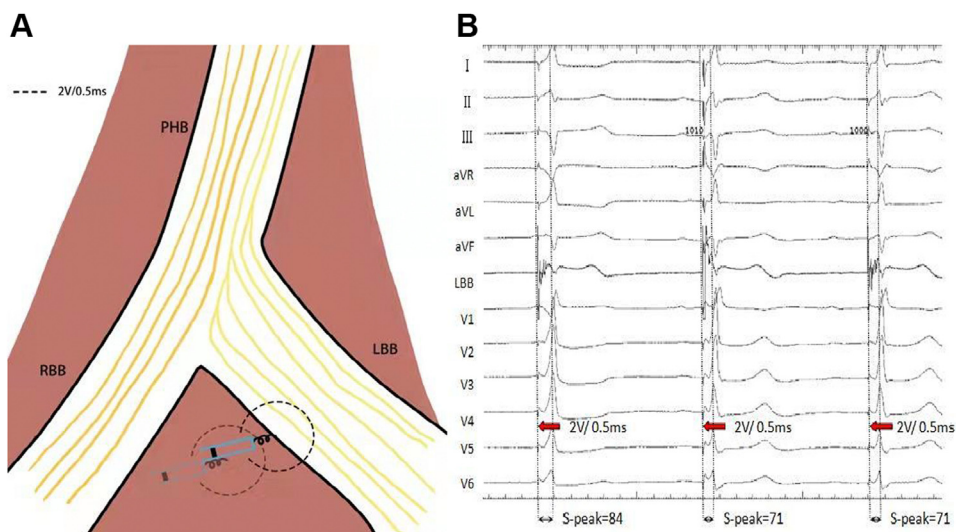 A
2V/0.5ms
PHB
RBB
LBB
B
I
II
III
1010
1000
aVR
aVL
aVF
LBB
V1
V2
V3
V4
2V/ 0.5ms
2V/ 0.5ms
2V/ 0.5ms
V5
V6
S-peak=84
S-peak=71
S-peak=71